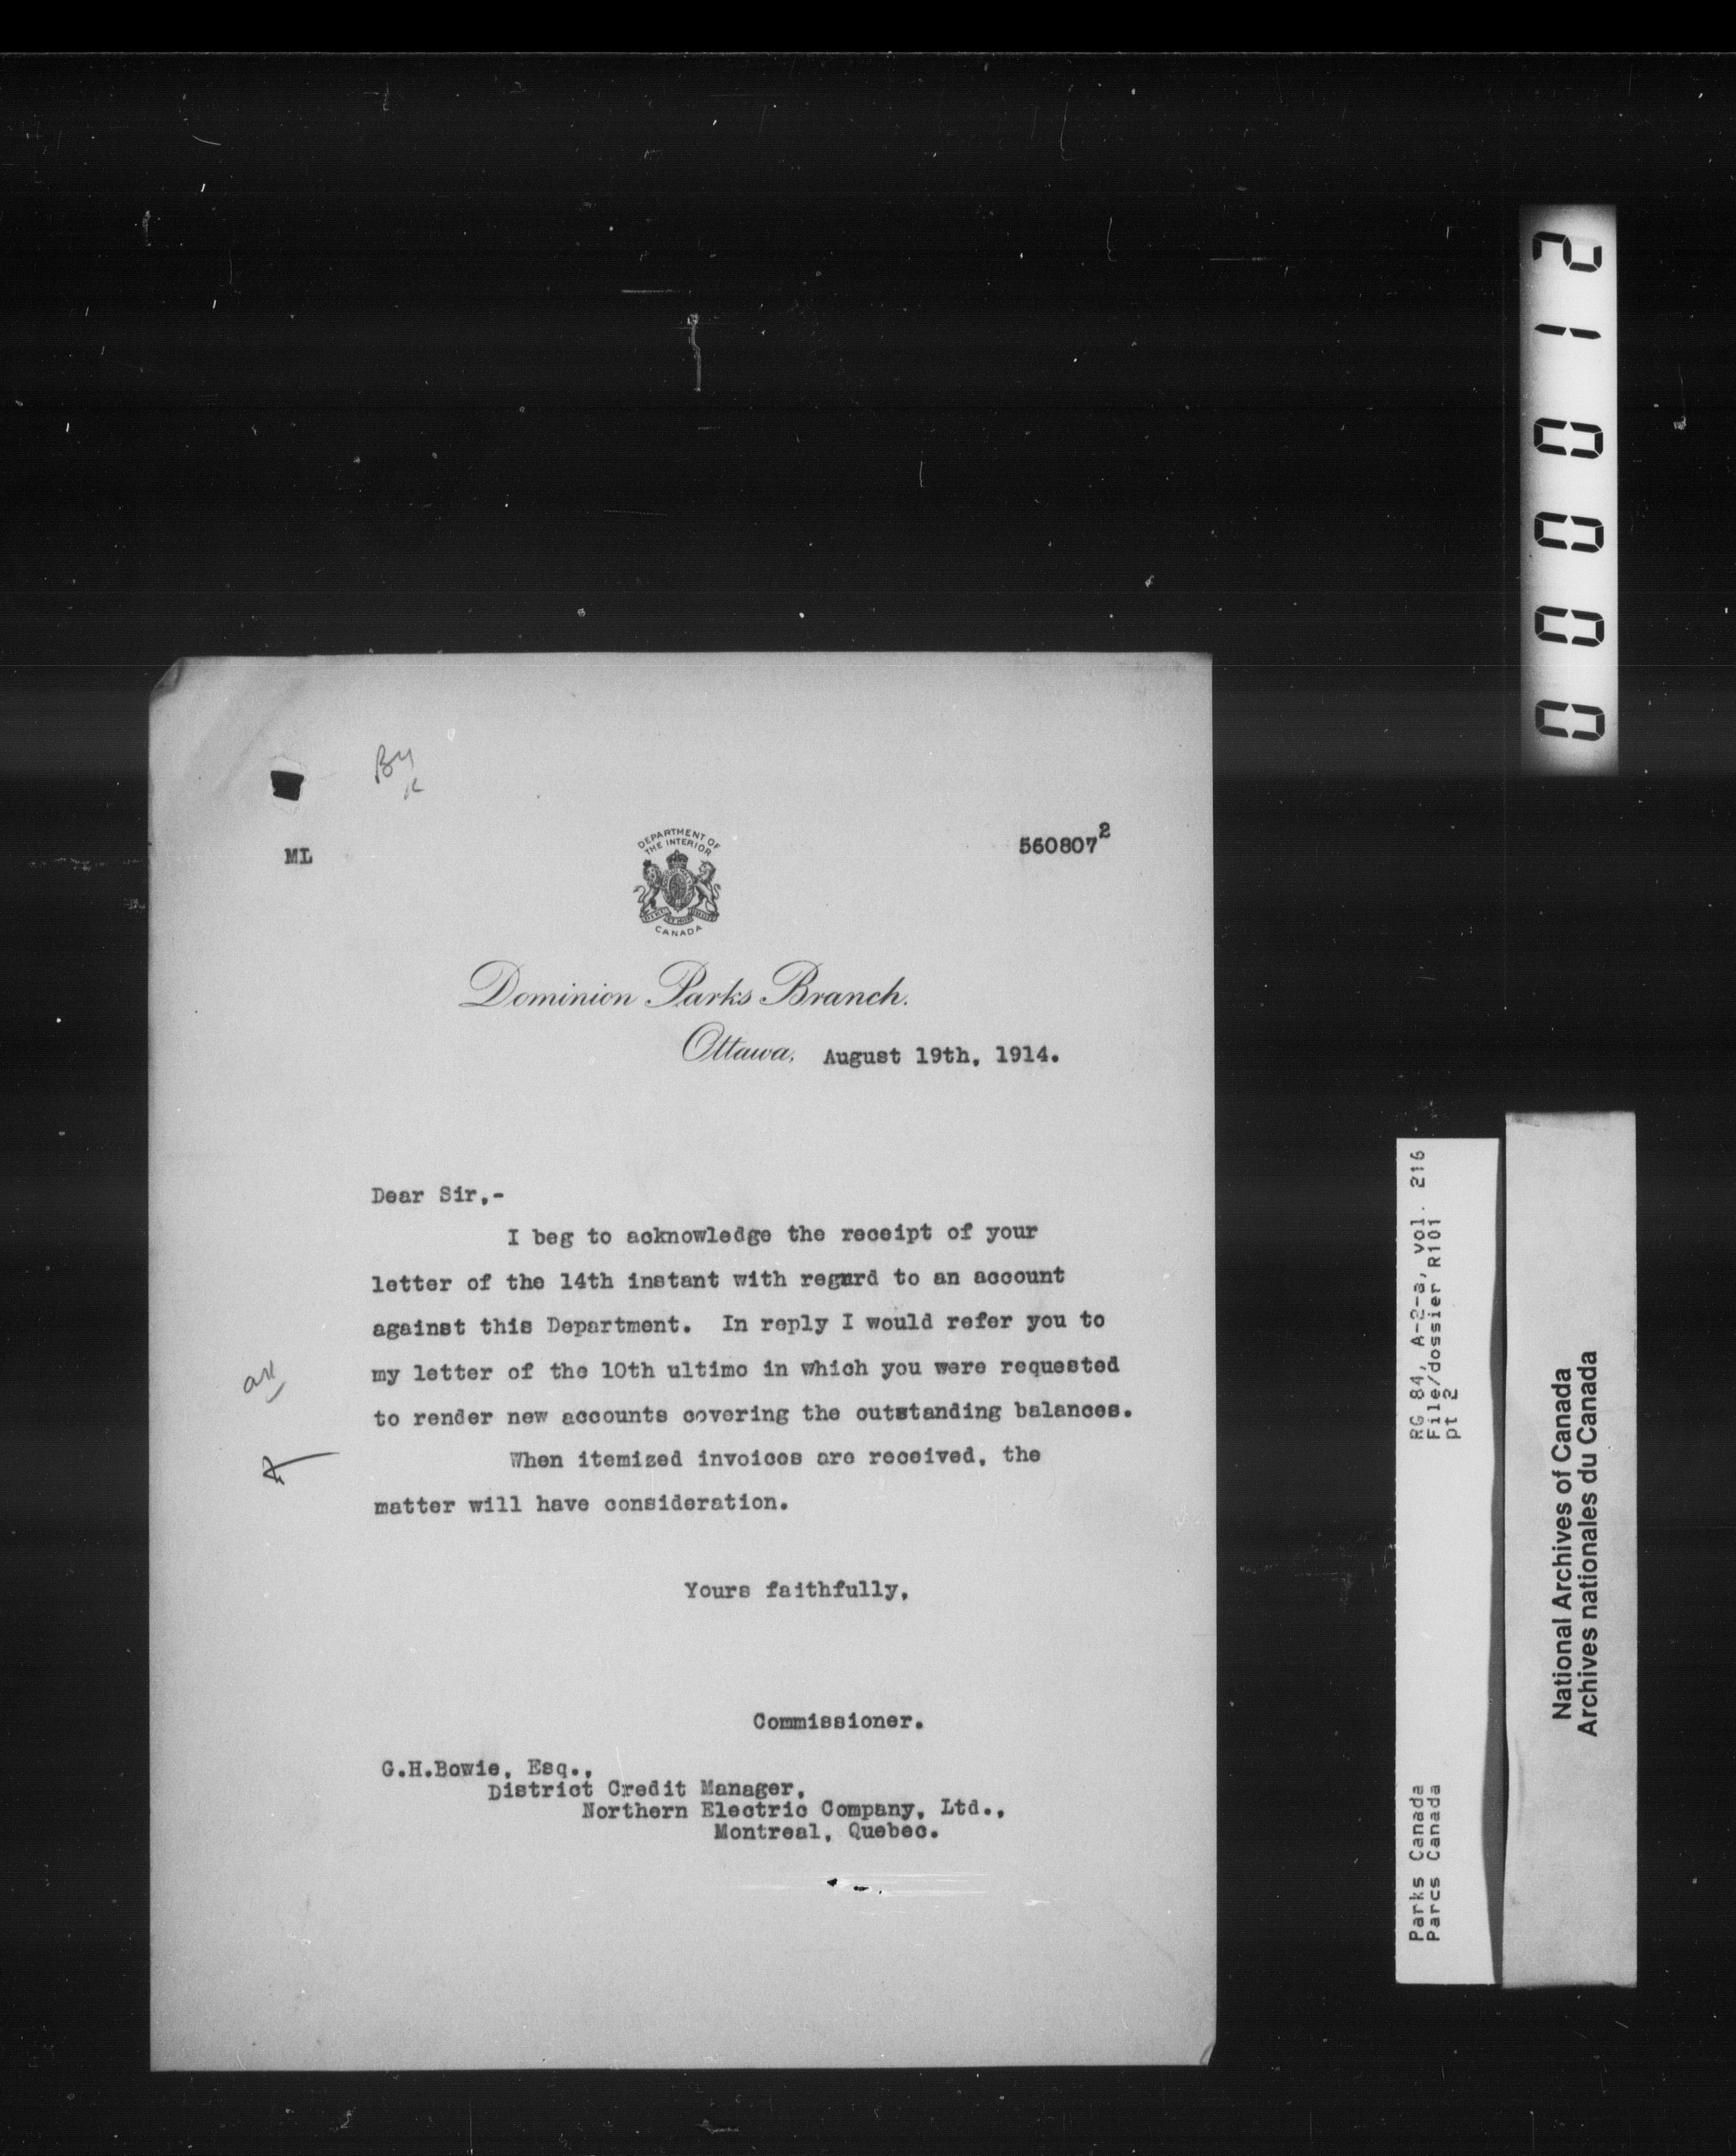 By
ML
560807²
DEPARTMENT OF
THE INTERIOR
CANADA
Dominion Parks Branch.
Ottawa, August 19th, 1914.
Dear Sir,-
I beg to acknowledge the receipt of your
letter of the 14th instant with regard to an account
against this Department. In reply I would refer you to
my letter of the 10th ultimo in which you were requested
to render new accounts covering the outstanding balances.
When itemized invoices are received, the
matter will have consideration.
Yours faithfully,
Commissioner.
G.H.Bowie, Esq.,
District Credit Manager,
Northern Electric Company, Ltd.,
Montreal, Quebec.
000012
RG 84, A-2-a, vol. 216
File/dossier R101
pt 2
Parks Canada
Parcs Canada
National Archives of Canada
Archives nationales du Canada